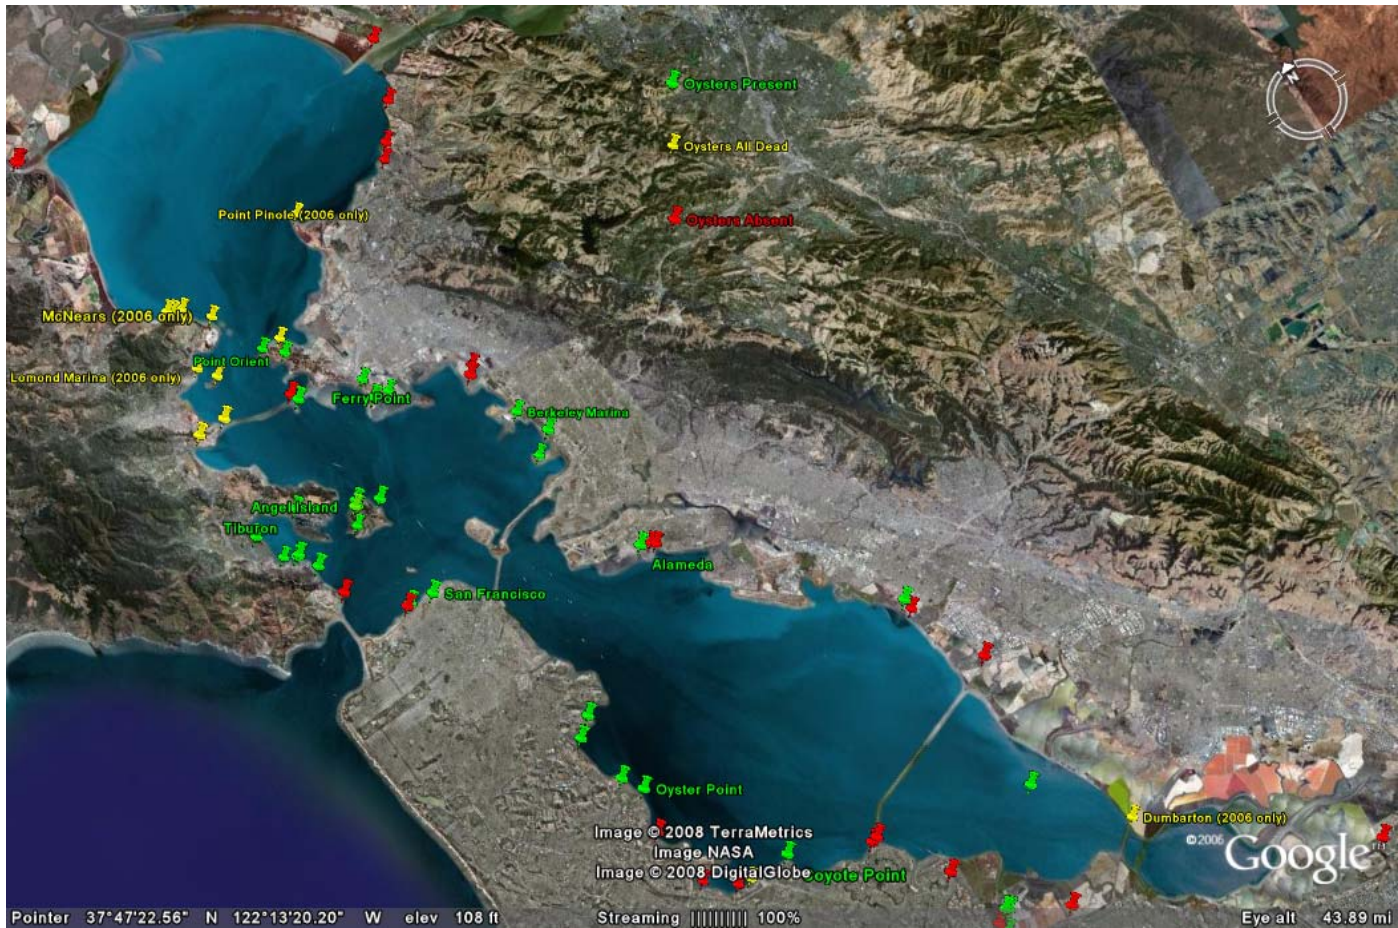 N
Oysters Present
Oysters All Dead
Oysters Absent
Point Pinole (2006 only)
McNears (2006 only)
Point Orient
Lomond Marina (2006 only)
Ferry Point
Berkeley Marina
Angel Island
Tiburon
Alameda
San Francisco
Oyster Point
Dumbarton (2006 only)
Image © 2008 TerraMetrics
Image NASA
Image © 2008 DigitalGlobe
Coyote Point
©2006 Google
Pointer 37°47'22.56" N 122°13'20.20" W elev 108 ft Streaming |||||||||| 100% Eye alt 43.89 mi